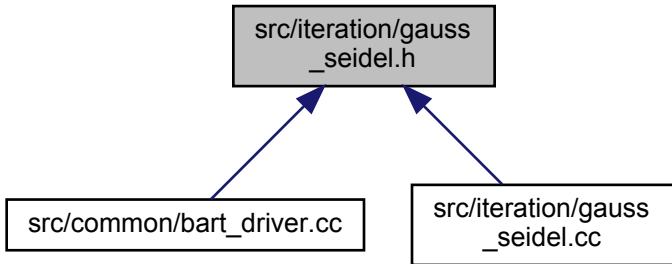 src/iteration/gauss
_seidel.h
src/common/bart_driver.cc
src/iteration/gauss
_seidel.cc